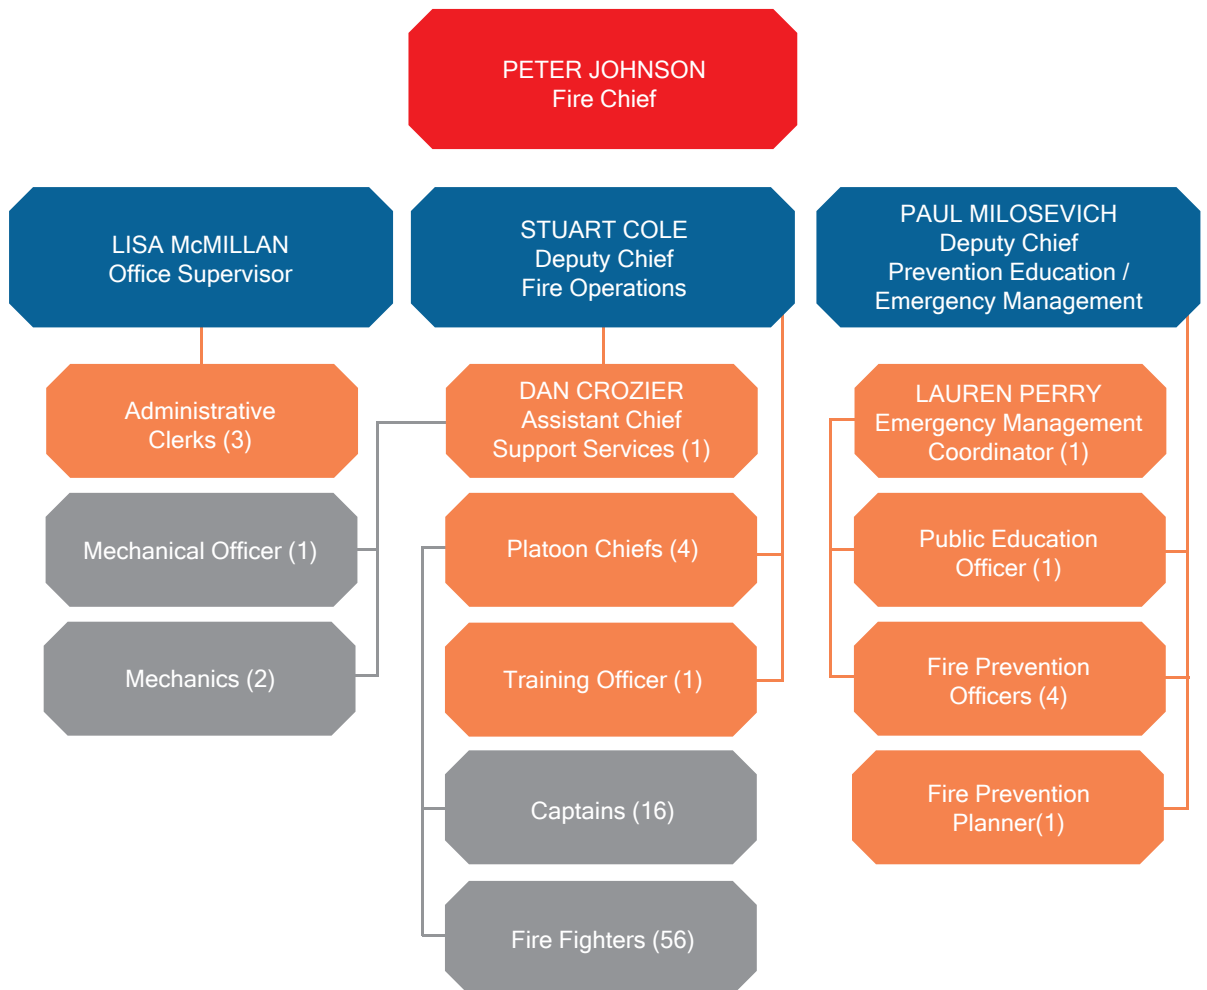 PETER JOHNSON
Fire Chief
LISA McMILLAN
Office Supervisor
STUART COLE
Deputy Chief
Fire Operations
PAUL MILOSEVICH
Deputy Chief
Prevention Education /
Emergency Management
Administrative
Clerks (3)
DAN CROZIER
Assistant Chief
Support Services (1)
LAUREN PERRY
Emergency Management
Coordinator (1)
Mechanical Officer (1)
Platoon Chiefs (4)
Public Education
Officer (1)
Mechanics (2)
Training Officer (1)
Fire Prevention
Officers (4)
Captains (16)
Fire Prevention
Planner(1)
Fire Fighters (56)